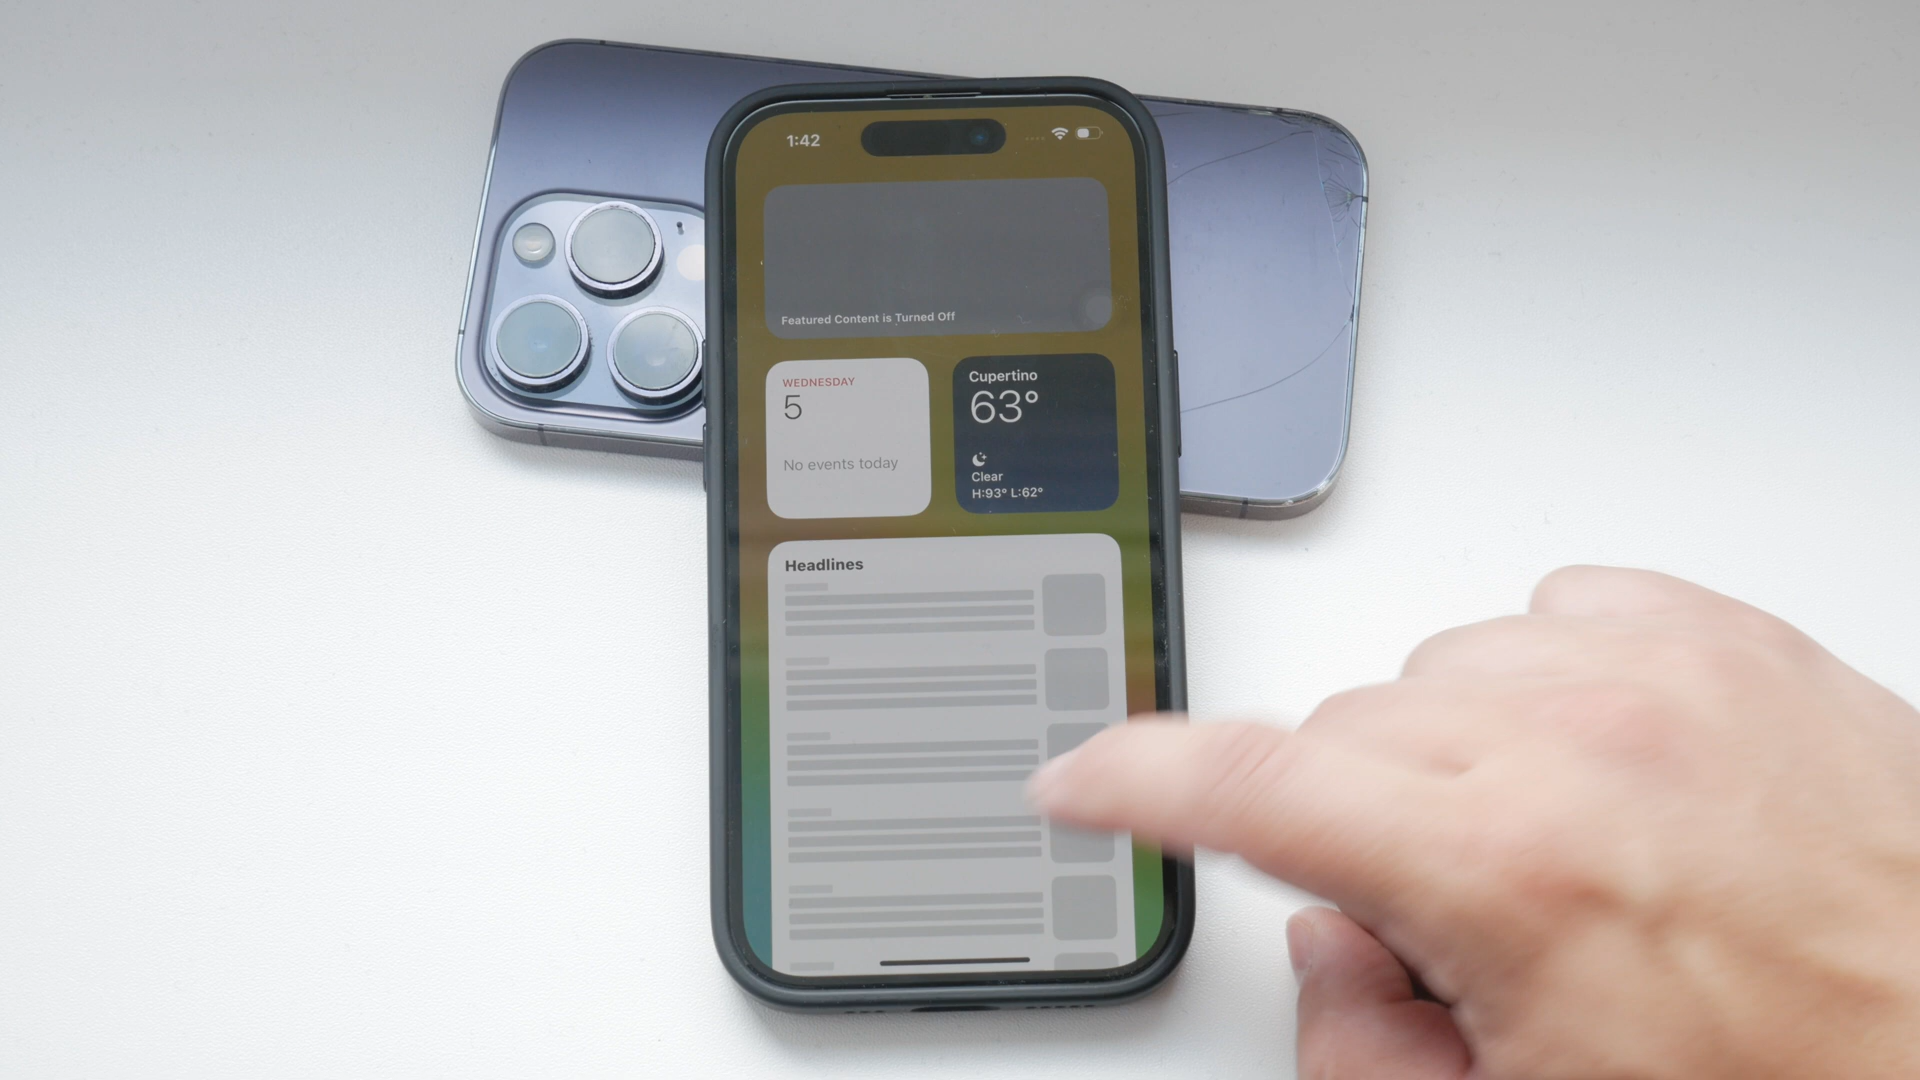 1:42
Featured Content is Turned Off
WEDNESDAY
5
No events today
Cupertino
63°
Clear
H:93° L:62°
Headlines